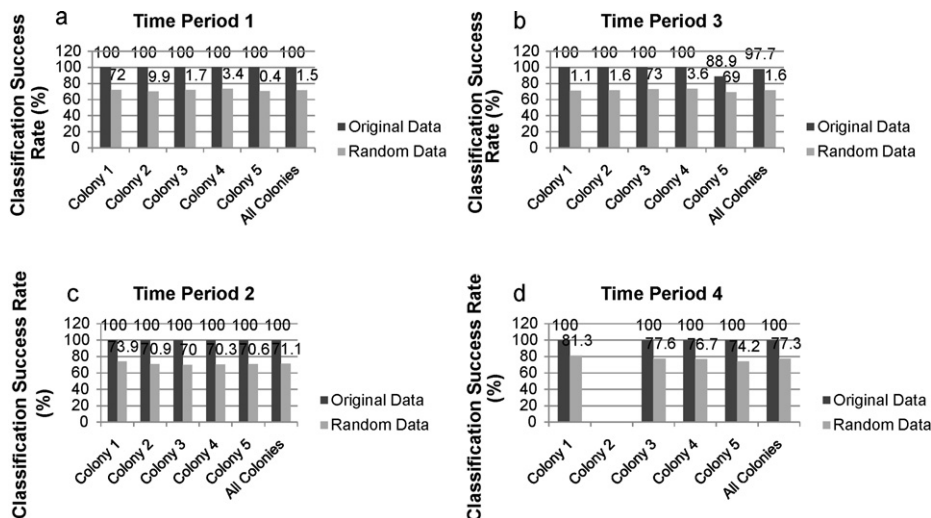 a
Time Period 1
Classification Success
Rate (%)
120
100
80
60
40
20
0
100 100 100 100 100 100
72 9.9 1.7 3.4 0.4 1.5
Colony 1
Colony 2
Colony 3
Colony 4
Colony 5
All Colonies
Original Data
Random Data
b
Time Period 3
Classification Success
Rate (%)
120
100
80
60
40
20
0
100 100 100 100 88.9 97.7
1.1 1.6 73 3.6 69 1.6
Colony 1
Colony 2
Colony 3
Colony 4
Colony 5
All Colonies
Original Data
Random Data
c
Time Period 2
Classification Success Rate
(%)
120
100
80
60
40
20
0
100 100 100 100 100 100
73.9 70.9 70 70.3 70.6 71.1
Colony 1
Colony 2
Colony 3
Colony 4
Colony 5
All Colonies
Original Data
Random Data
d
Time Period 4
Classification Success Rate
(%)
120
100
80
60
40
20
0
100 100 100 100 100
81.3 77.6 76.7 74.2 77.3
Colony 1
Colony 2
Colony 3
Colony 4
Colony 5
All Colonies
Original Data
Random Data